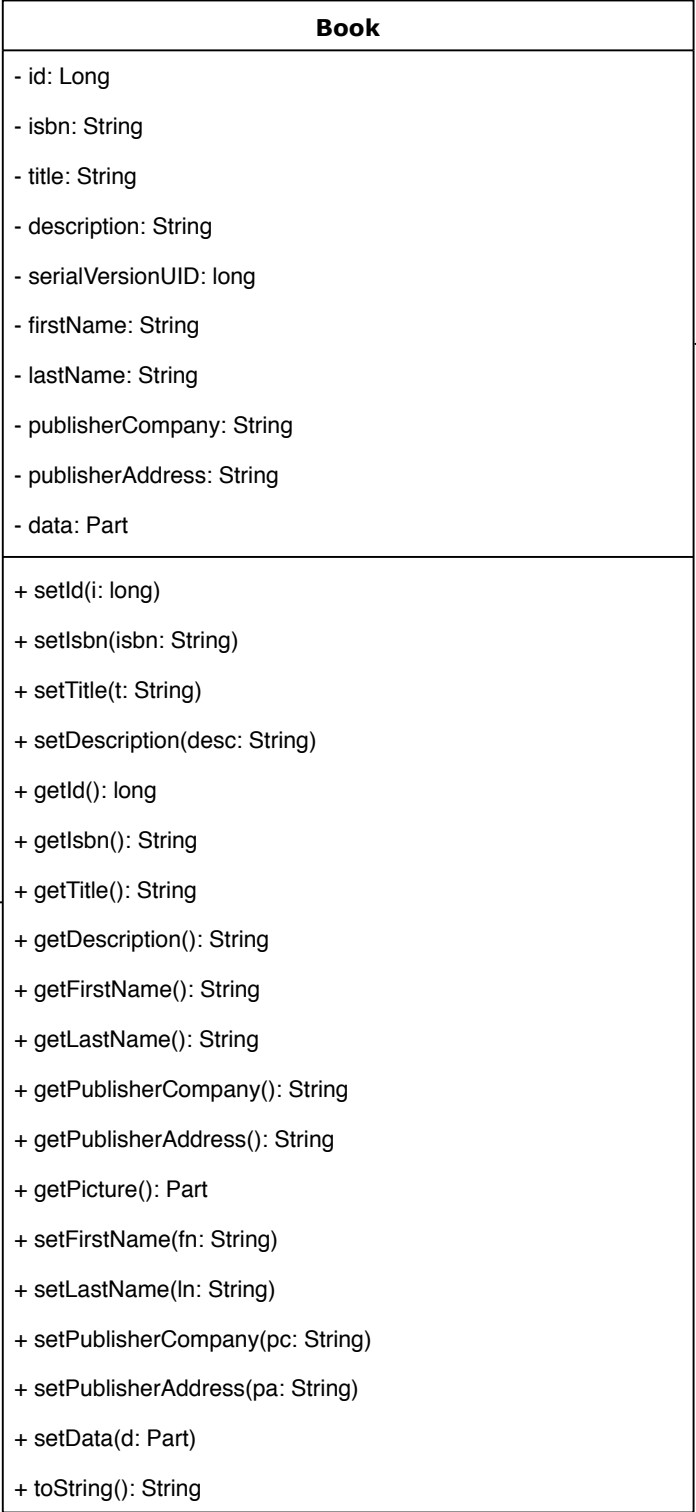 Book
- id: Long
- isbn: String
- title: String
- description: String
- serialVersionUID: long
- firstName: String
- lastName: String
- publisherCompany: String
- publisherAddress: String
- data: Part
+ setId(i: long)
+ setIsbn(isbn: String)
+ setTitle(t: String)
+ setDescription(desc: String)
+ getId(): long
+ getIsbn(): String
+ getTitle(): String
+ getDescription(): String
+ getFirstName(): String
+ getLastName(): String
+ getPublisherCompany(): String
+ getPublisherAddress(): String
+ getPicture(): Part
+ setFirstName(fn: String)
+ setLastName(ln: String)
+ setPublisherCompany(pc: String)
+ setPublisherAddress(pa: String)
+ setData(d: Part)
+ toString(): String